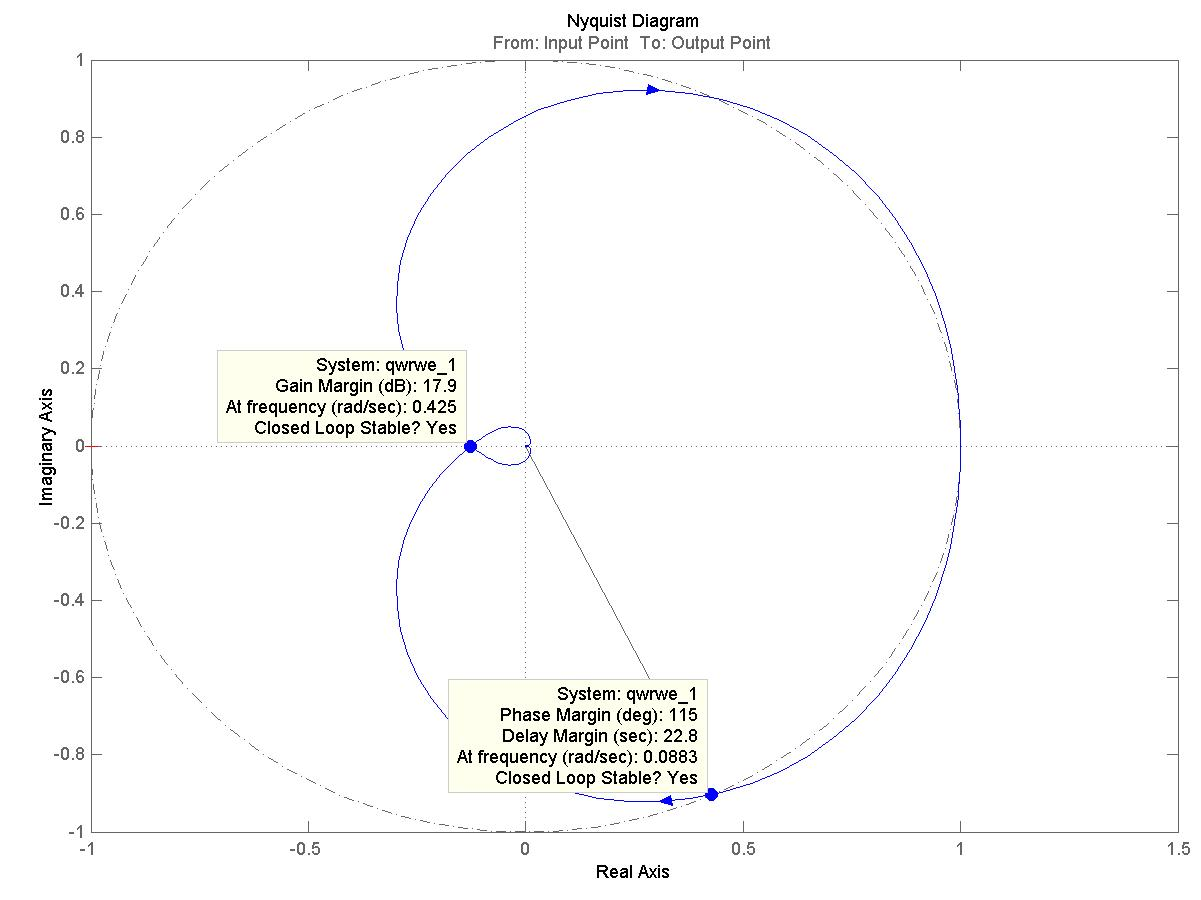 Nyquist Diagram
From: Input Point  To: Output Point
1
0.8
0.6
0.4
0.2
0
-0.2
-0.4
-0.6
-0.8
-1
Imaginary Axis
System: qwrwe_1
Gain Margin (dB): 17.9
At frequency (rad/sec): 0.425
Closed Loop Stable? Yes
System: qwrwe_1
Phase Margin (deg): 115
Delay Margin (sec): 22.8
At frequency (rad/sec): 0.0883
Closed Loop Stable? Yes
-1 -0.5 0 0.5 1 1.5
Real Axis